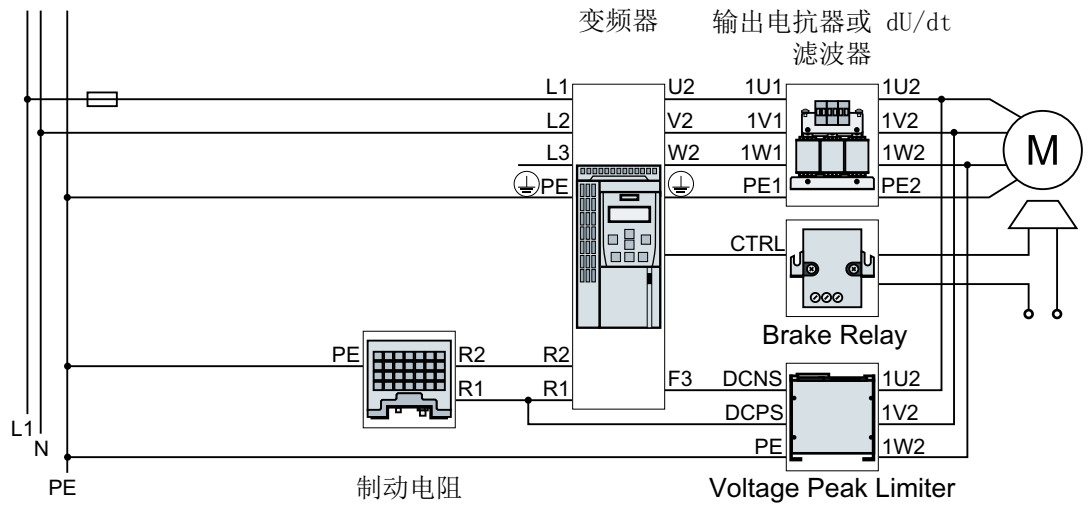 变频器
输出电抗器或 dU/dt
滤波器
L1 U2 1U1 1U2
L2 V2 1V1 1V2
L3 W2 1W1 1W2
PE PE1 PE2
M
CTRL
Brake Relay
PE R2 R2
R1 R1 F3 DCNS 1U2
DCPS 1V2
PE 1W2
L1
N
PE
制动电阻
Voltage Peak Limiter